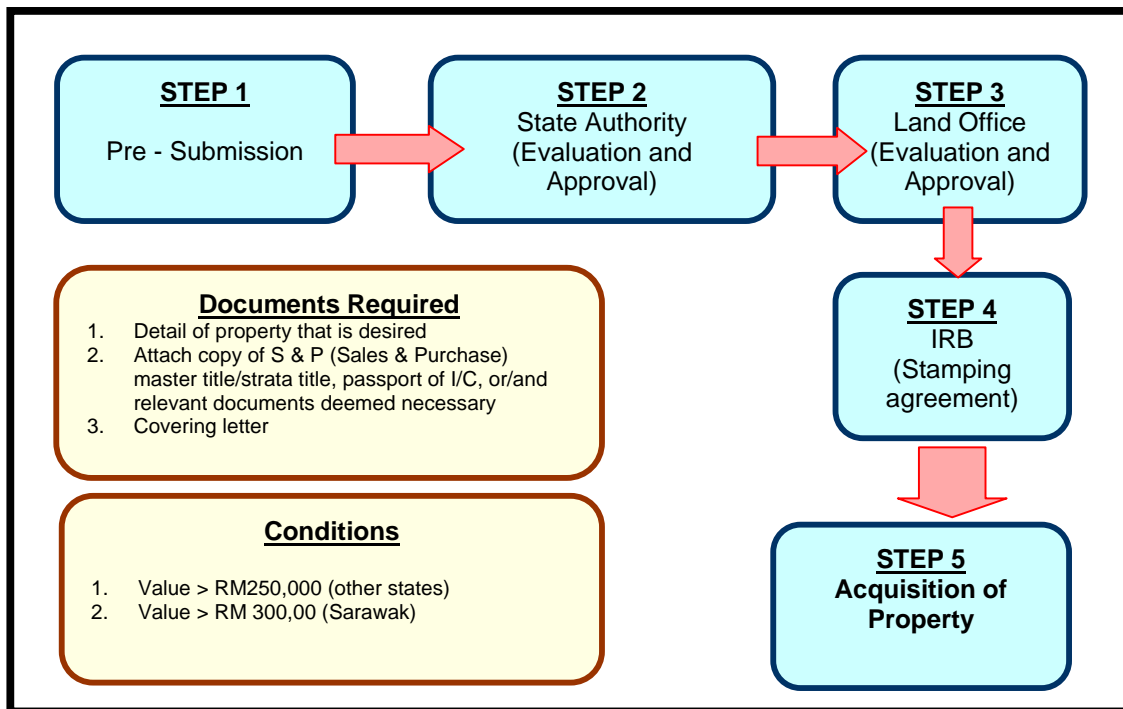 STEP 1
Pre - Submission
STEP 2
State Authority
(Evaluation and
Approval)
STEP 3
Land Office
(Evaluation and
Approval)
Documents Required
1. Detail of property that is desired
2. Attach copy of S & P (Sales & Purchase)
master title/strata title, passport of I/C, or/and
relevant documents deemed necessary
3. Covering letter
STEP 4
IRB
(Stamping
agreement)
Conditions
1. Value > RM250,000 (other states)
2. Value > RM 300,00 (Sarawak)
STEP 5
Acquisition of
Property